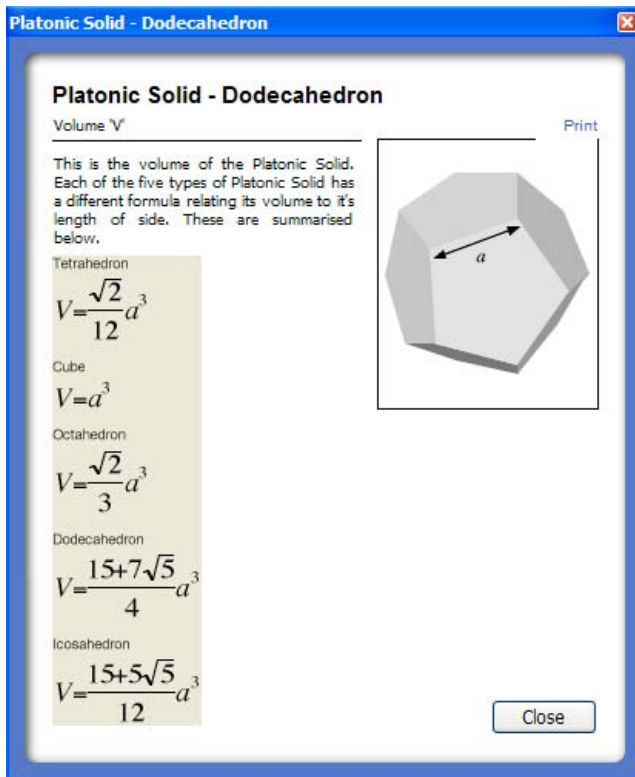 Platonic Solid - Dodecahedron
Platonic Solid - Dodecahedron
Volume 'V'
Print
This is the volume of the Platonic Solid.
Each of the five types of Platonic Solid has
a different formula relating its volume to it's
length of side. These are summarised
below.
a
Tetrahedron
V=√2/12 a³
Cube
V=a³
Octahedron
V=√2/3 a³
Dodecahedron
V=15+7√5/4 a³
Icosahedron
V=15+5√5/12 a³
Close